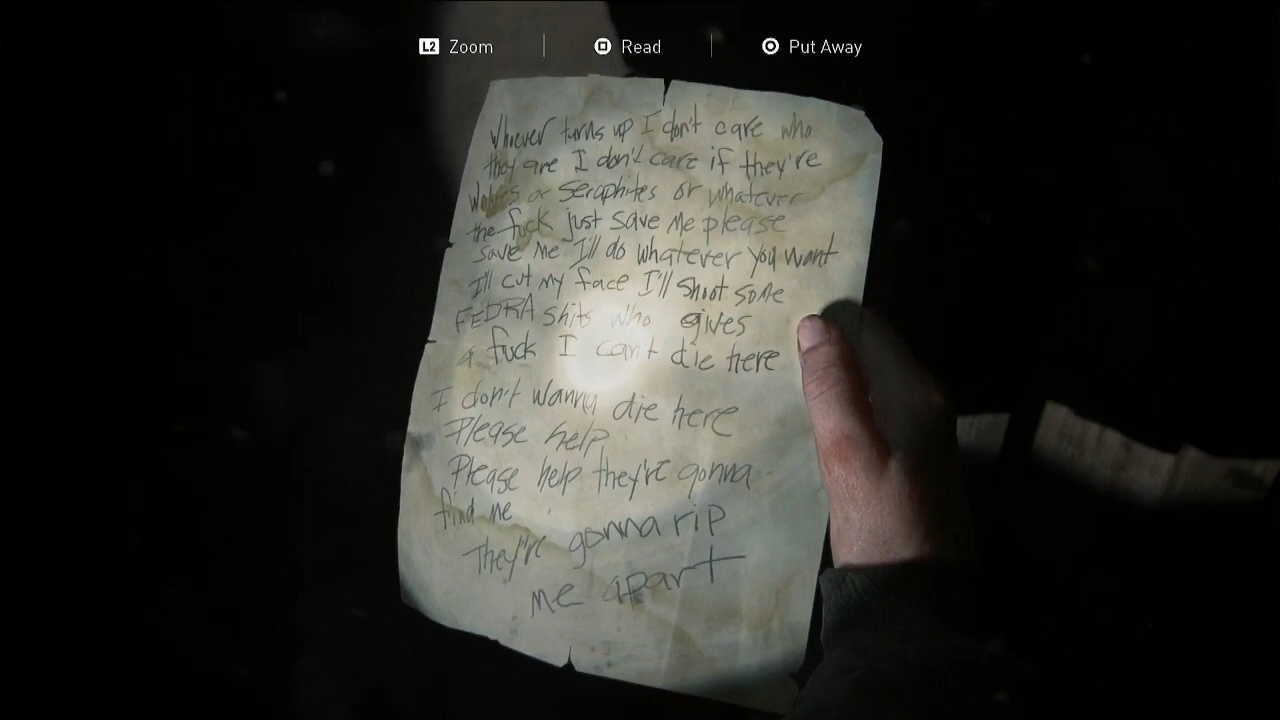 L2 Zoom | Read | Put Away
Whoever turns up I don't care who
they are I don't care if they're
Wolves or Seraphites or whatever
the fuck just save me please
save me I'll do whatever you want
I'll cut my face I'll shoot some
FEDRA shits who gives
a fuck I can't die here
I don't wanna die here
Please help
Please help they're gonna
find me
They're gonna rip
me apart